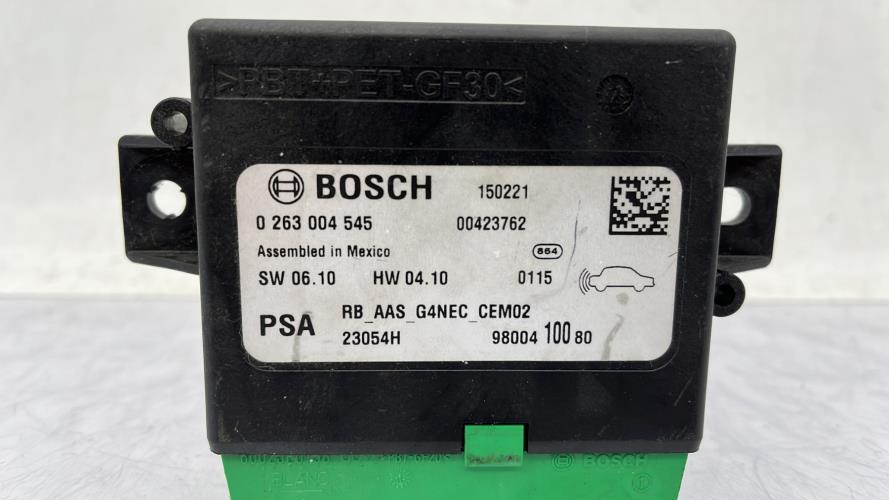 >PBT+PET-GF30<
BOSCH 150221
0 263 004 545 00423762
Assembled in Mexico 864
SW 06.10 HW 04.10 0115
RB_AAS_G4NEC_CEM02
PSA 23054H 98004 100 80
BOSCH
BLANC